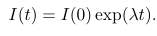 I(t) = I(0) exp(λt).